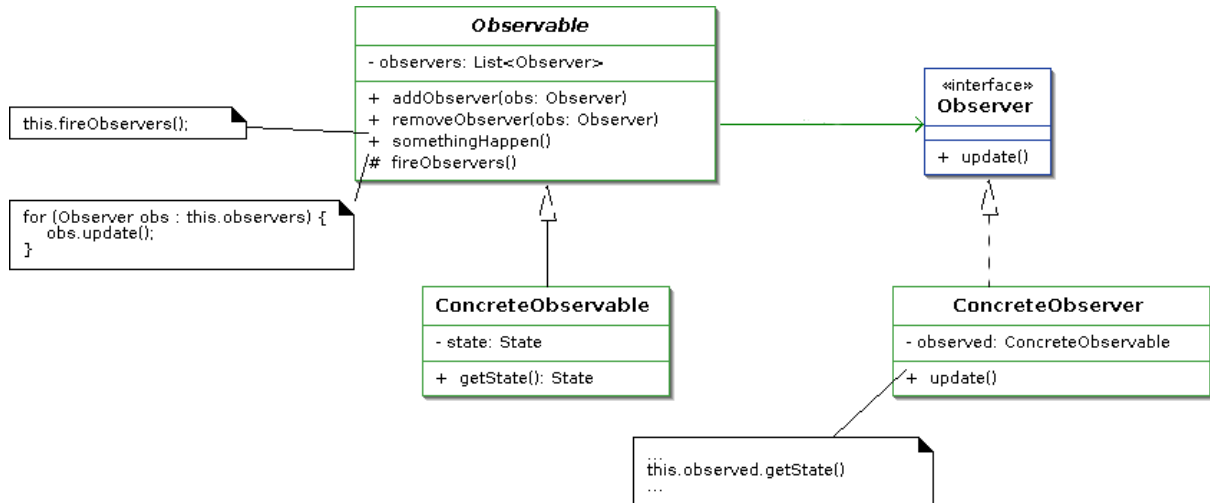 Observable
- observers: List<Observer>
+ addObserver(obs: Observer)
+ removeObserver(obs: Observer)
+ somethingHappen()
# fireObservers()
this.fireObservers();
for (Observer obs : this.observers) {
obs.update();
}
«interface»
Observer
+ update()
ConcreteObservable
- state: State
+ getState(): State
ConcreteObserver
- observed: ConcreteObservable
+ update()
...
this.observed.getState()
...